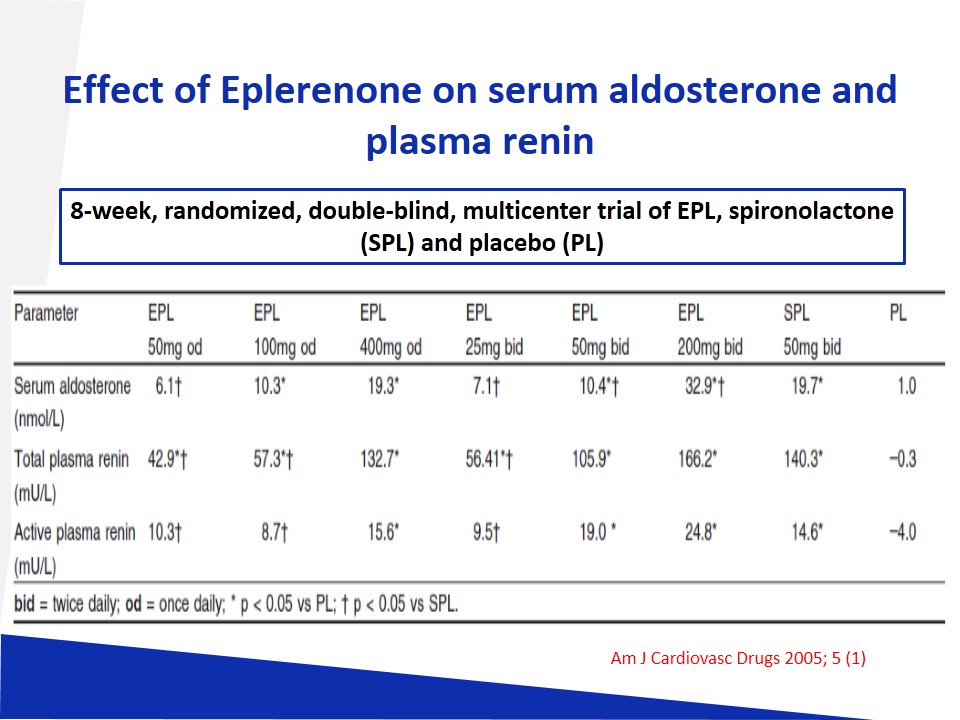 Effect of Eplerenone on serum aldosterone and
plasma renin
8-week, randomized, double-blind, multicenter trial of EPL, spironolactone
(SPL) and placebo (PL)
Parameter EPL EPL EPL EPL EPL EPL SPL PL
50mg od 100mg od 400mg od 25mg bid 50mg bid 200mg bid 50mg bid
Serum aldosterone 6.1† 10.3* 19.3* 7.1† 10.4*† 32.9*† 19.7* 1.0
(nmol/L)
Total plasma renin 42.9*† 57.3*† 132.7* 56.41*† 105.9* 166.2* 140.3* −0.3
(mU/L)
Active plasma renin 10.3† 8.7† 15.6* 9.5† 19.0 * 24.8* 14.6* −4.0
(mU/L)
bid = twice daily; od = once daily; * p < 0.05 vs PL; † p < 0.05 vs SPL.
Am J Cardiovasc Drugs 2005; 5 (1)